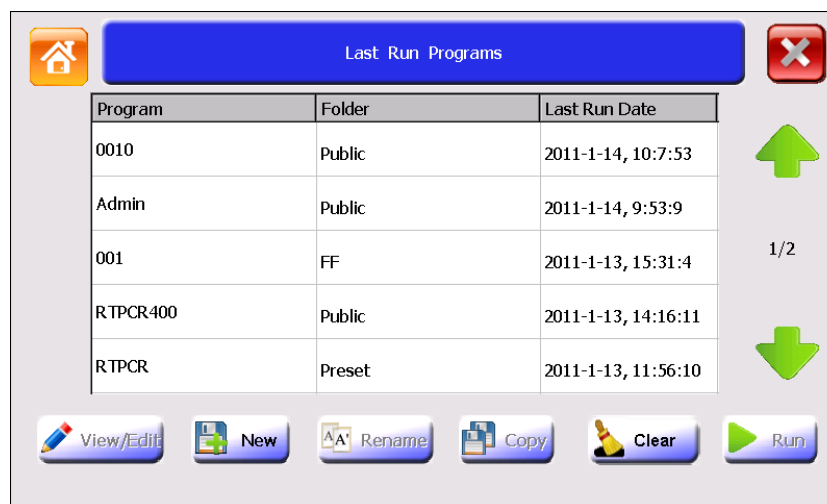 Last Run Programs
Program Folder Last Run Date
0010 Public 2011-1-14, 10:7:53
Admin Public 2011-1-14, 9:53:9
001 FF 2011-1-13, 15:31:4
1/2
RTPCR400 Public 2011-1-13, 14:16:11
RTPCR Preset 2011-1-13, 11:56:10
View/Edit New AA' Rename Copy Clear Run